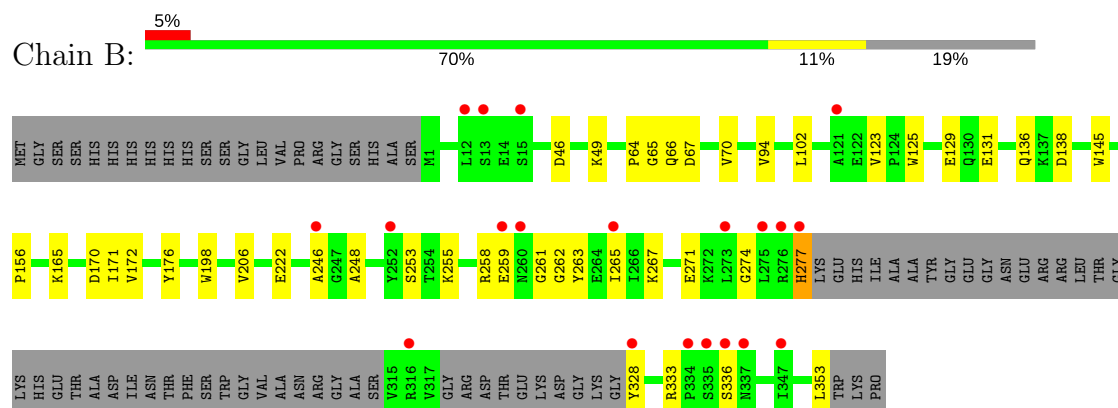 5%
Chain B:
70% 11% 19%
MET GLY SER SER HIS HIS HIS HIS HIS HIS SER SER GLY LEU VAL PRO ARG GLY SER HIS ALA SER M1 L12 S13 E14 S15 D46 K49 P64 G65 Q66 D67 V70 V94 L102 A121 E122 V123 P124 W125 E129 Q130 E131 Q136 K137 D138 W145
P156 K165 D170 I171 V172 Y176 W198 V206 E222 A246 G247 A248 Y252 S253 T254 K255 R258 E259 N260 G261 G262 Y263 E264 I265 I266 K267 E271 K272 L273 G274 L275 R276 H277 LYS GLU HIS ILE ALA ALA TYR GLY GLU GLY ASN GLU ARG ARG LEU THR GLY
LYS HIS GLU THR ALA ASP ILE ASN THR PHE SER TRP GLY VAL ALA ASN ARG GLY ALA SER V315 R316 V317 GLY ARG ASP THR GLU LYS ASP GLY LYS GLY Y328 R333 P334 S335 S336 N337 I347 L353 TRP LYS PRO